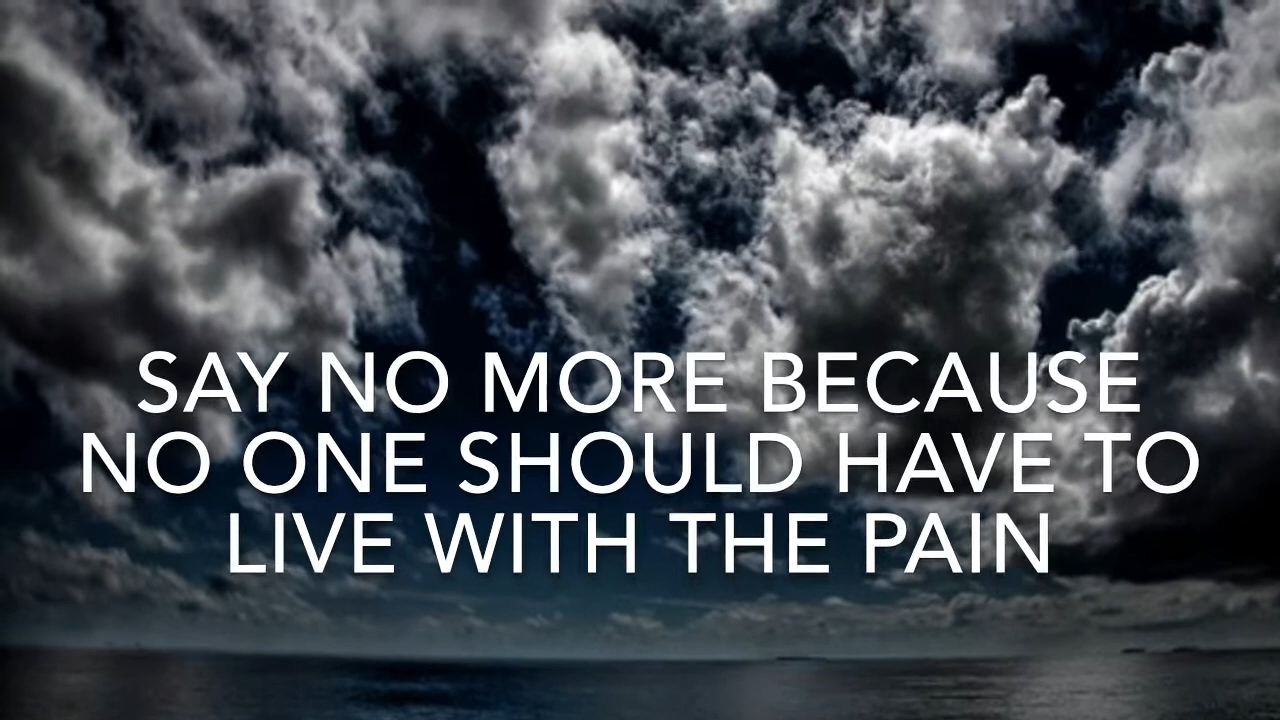 SAY NO MORE BECAUSE
NO ONE SHOULD HAVE TO
LIVE WITH THE PAIN